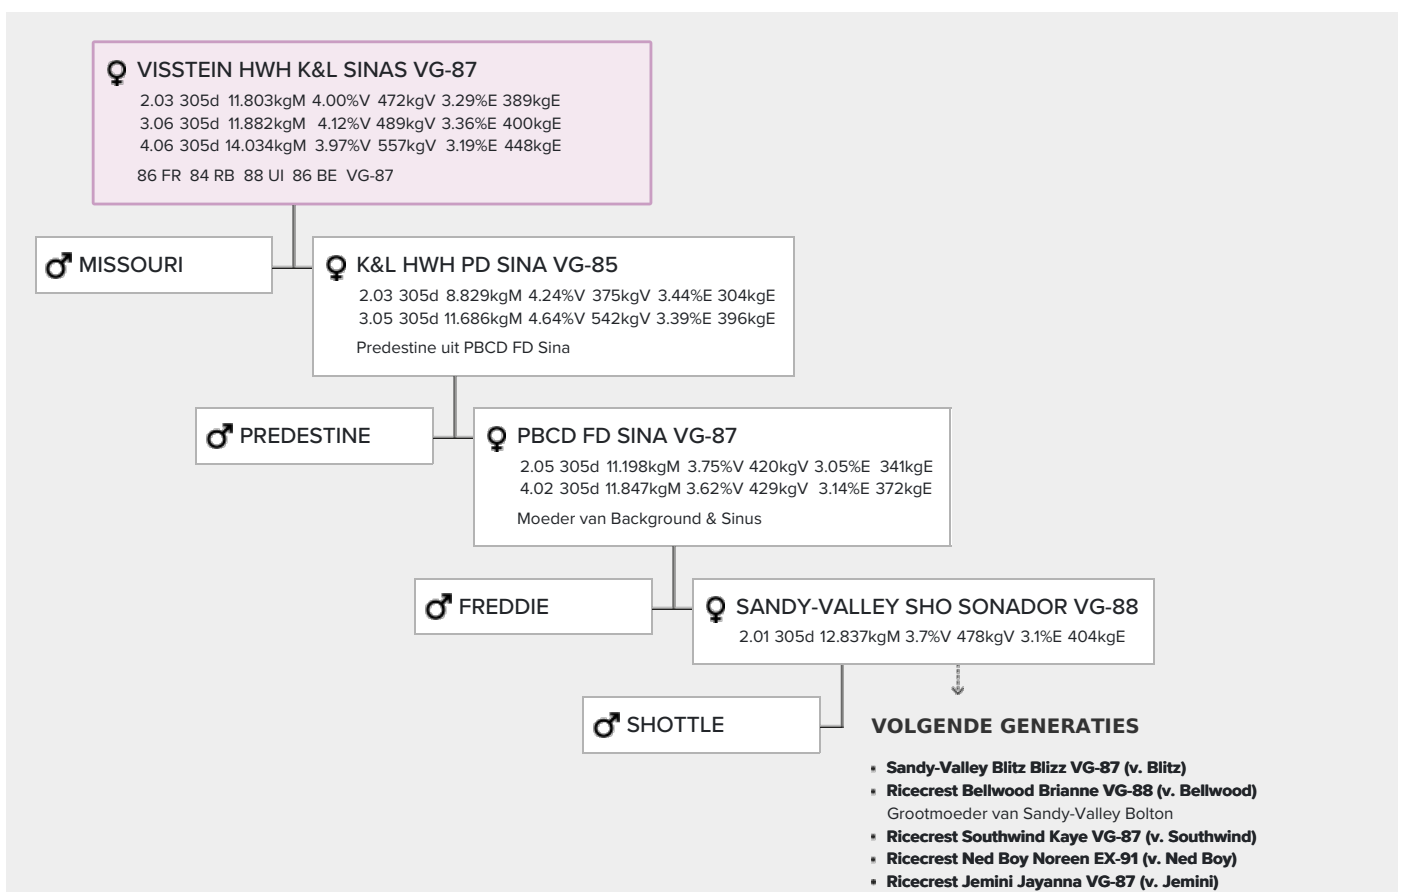 VISSTEIN HWH K&L SINAS VG-87
2.03 305d 11.803kgM 4.00%V 472kgV 3.29%E 389kgE
3.06 305d 11.882kgM 4.12%V 489kgV 3.36%E 400kgE
4.06 305d 14.034kgM 3.97%V 557kgV 3.19%E 448kgE
86 FR 84 RB 88 UI 86 BE VG-87
MISSOURI
K&L HWH PD SINA VG-85
2.03 305d 8.829kgM 4.24%V 375kgV 3.44%E 304kgE
3.05 305d 11.686kgM 4.64%V 542kgV 3.39%E 396kgE
Predestine uit PBCD FD Sina
PREDESTINE
PBCD FD SINA VG-87
2.05 305d 11.198kgM 3.75%V 420kgV 3.05%E 341kgE
4.02 305d 11.847kgM 3.62%V 429kgV 3.14%E 372kgE
Moeder van Background & Sinus
FREDDIE
SANDY-VALLEY SHO SONADOR VG-88
2.01 305d 12.837kgM 3.7%V 478kgV 3.1%E 404kgE
SHOTTLE
VOLGENDE GENERATIES
Sandy-Valley Blitz Blizz VG-87 (v. Blitz)
Ricecrest Bellwood Brianne VG-88 (v. Bellwood)
Grootmoeder van Sandy-Valley Bolton
Ricecrest Southwind Kaye VG-87 (v. Southwind)
Ricecrest Ned Boy Noreen EX-91 (v. Ned Boy)
Ricecrest Jemini Jayanna VG-87 (v. Jemini)